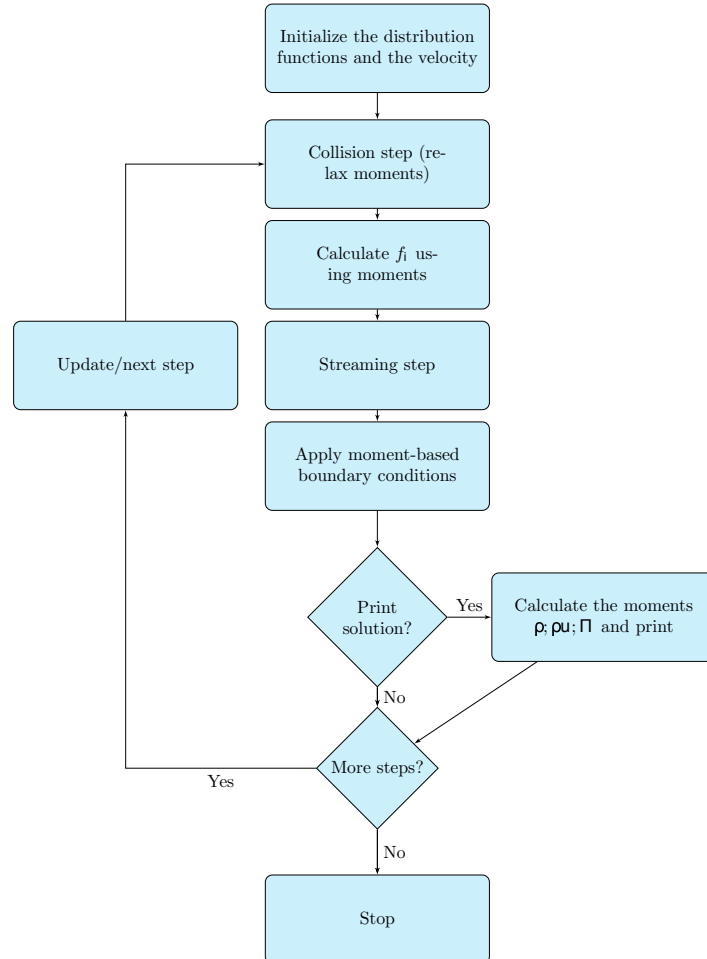 Initialize the distribution
functions and the velocity
Collision step (re-
lax moments)
Calculate fᵢ us-
ing moments
Update/next step
Streaming step
Apply moment-based
boundary conditions
Print
solution?
Yes
Calculate the moments
ρ; ρu; Π and print
No
More steps?
Yes
No
Stop